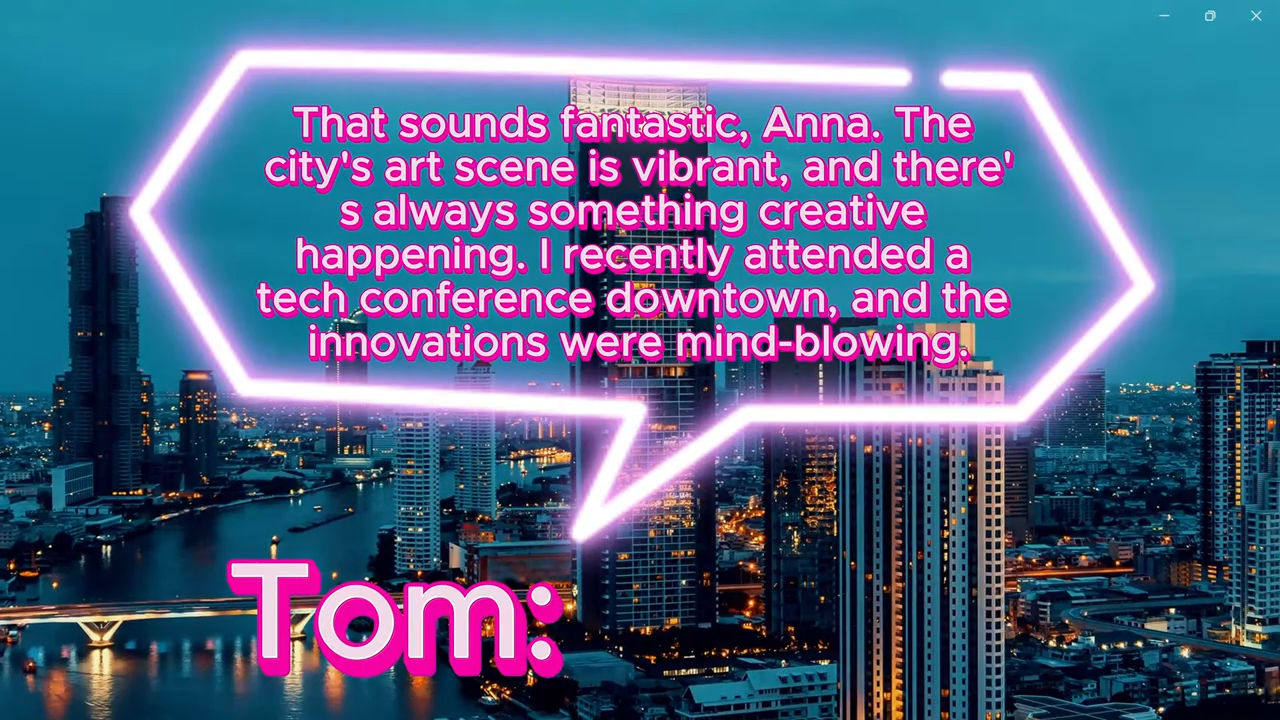 That sounds fantastic, Anna. The
city's art scene is vibrant, and there'
s always something creative
happening. I recently attended a
tech conference downtown, and the
innovations were mind-blowing.
Tom: